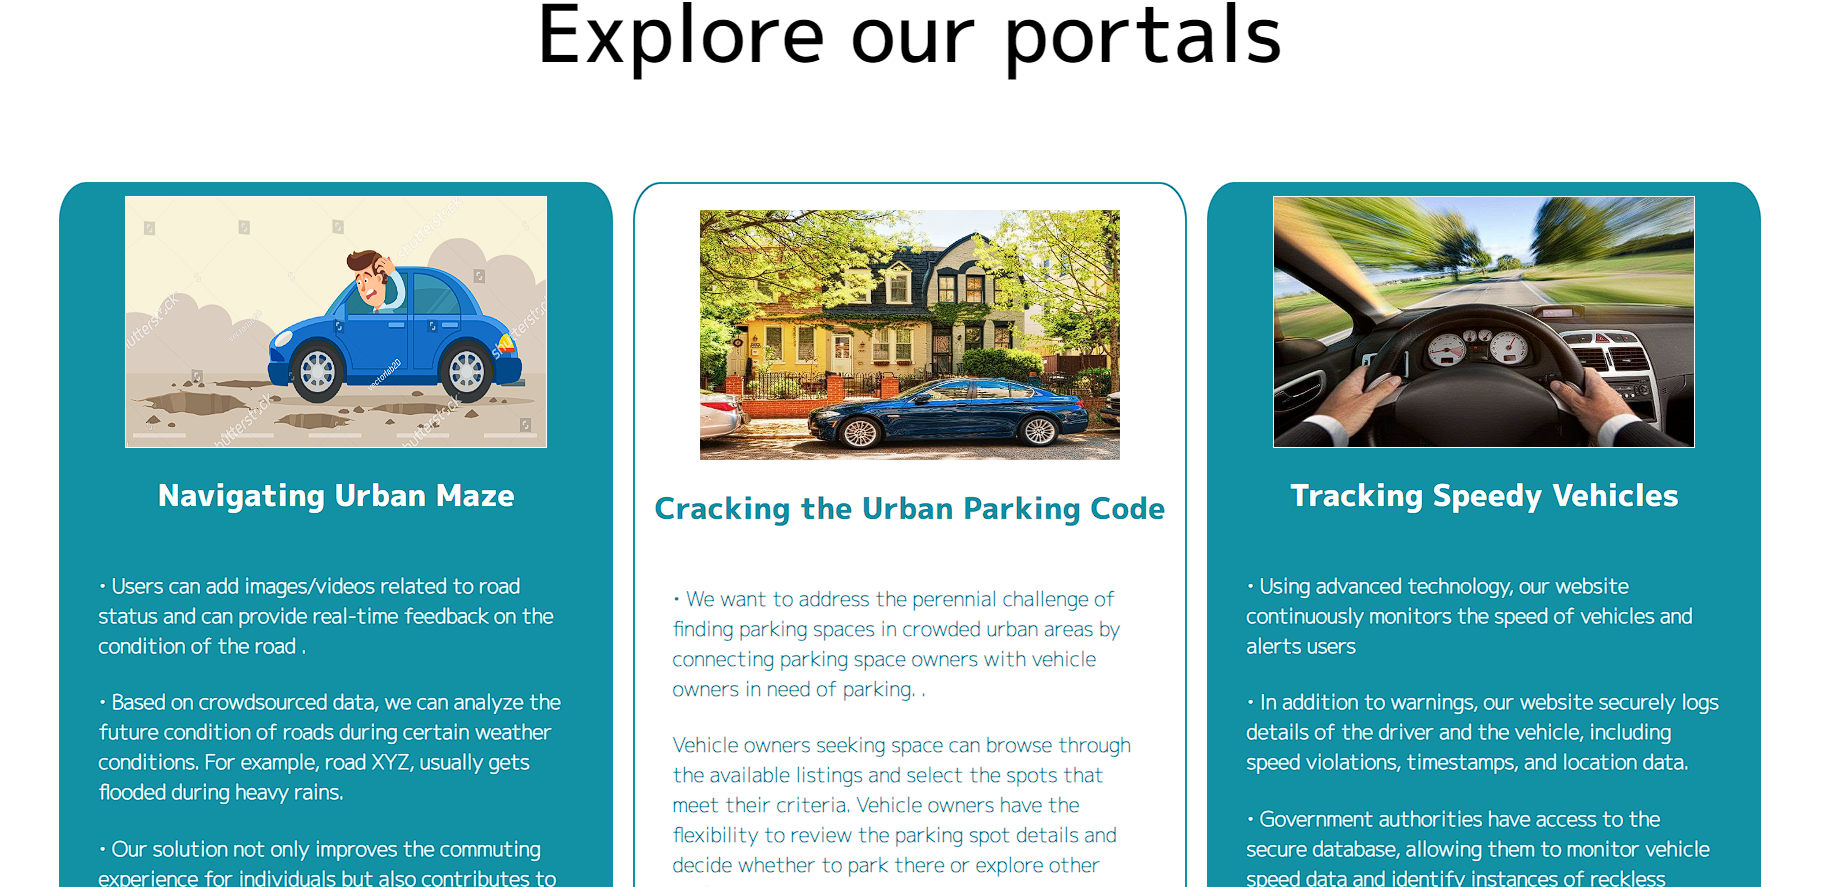 Explore our portals
Navigating Urban Maze
• Users can add images/videos related to road
status and can provide real-time feedback on the
condition of the road .
• Based on crowdsourced data, we can analyze the
future condition of roads during certain weather
conditions. For example, road XYZ, usually gets
flooded during heavy rains.
• Our solution not only improves the commuting
experience for individuals but also contributes to
Cracking the Urban Parking Code
• We want to address the perennial challenge of
finding parking spaces in crowded urban areas by
connecting parking space owners with vehicle
owners in need of parking. .
Vehicle owners seeking space can browse through
the available listings and select the spots that
meet their criteria. Vehicle owners have the
flexibility to review the parking spot details and
decide whether to park there or explore other
Tracking Speedy Vehicles
• Using advanced technology, our website
continuously monitors the speed of vehicles and
alerts users
• In addition to warnings, our website securely logs
details of the driver and the vehicle, including
speed violations, timestamps, and location data.
• Government authorities have access to the
secure database, allowing them to monitor vehicle
speed data and identify instances of reckless